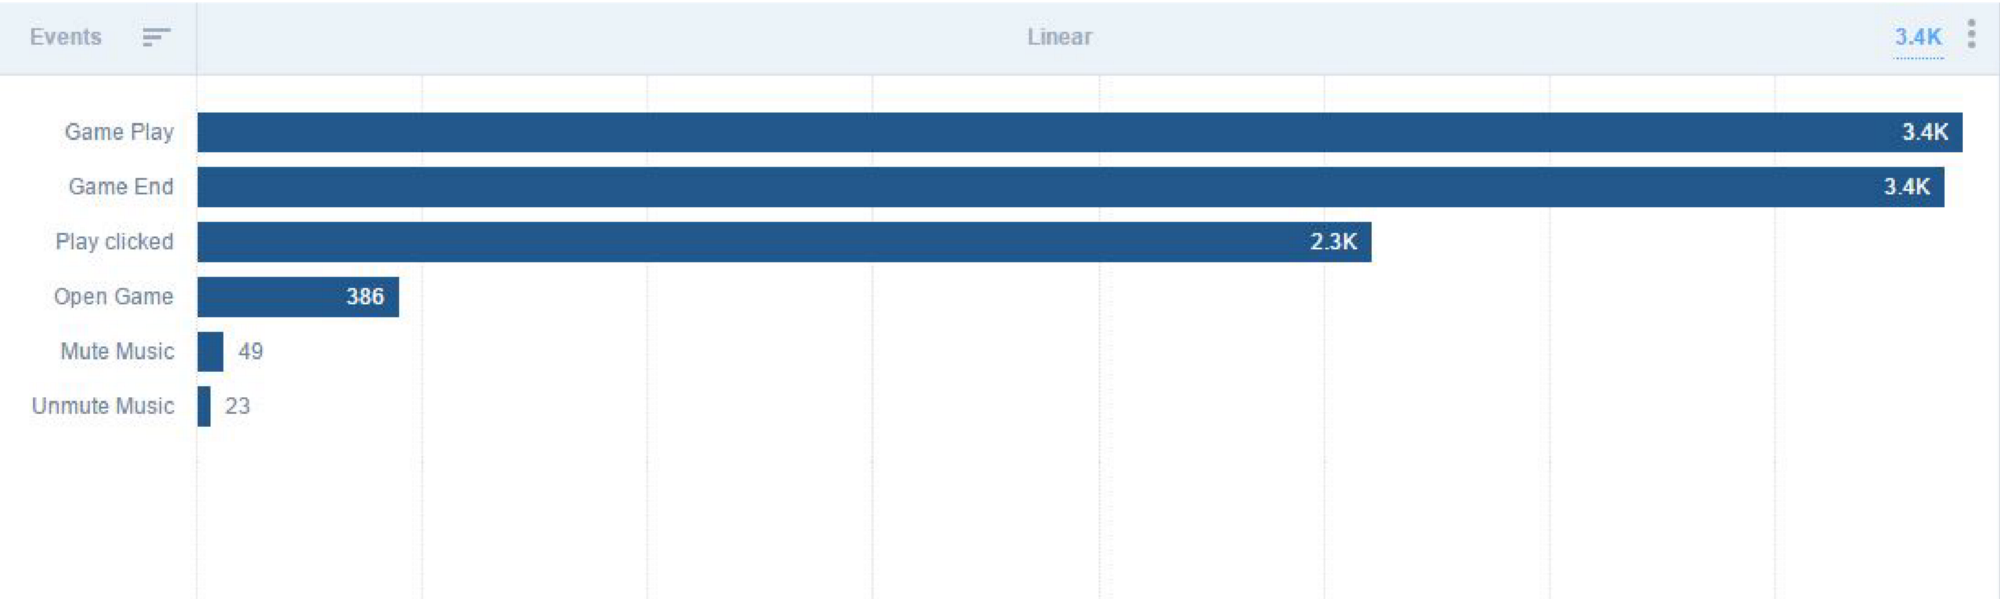 Events Linear 3.4K
Game Play 3.4K
Game End 3.4K
Play clicked 2.3K
Open Game 386
Mute Music 49
Unmute Music 23